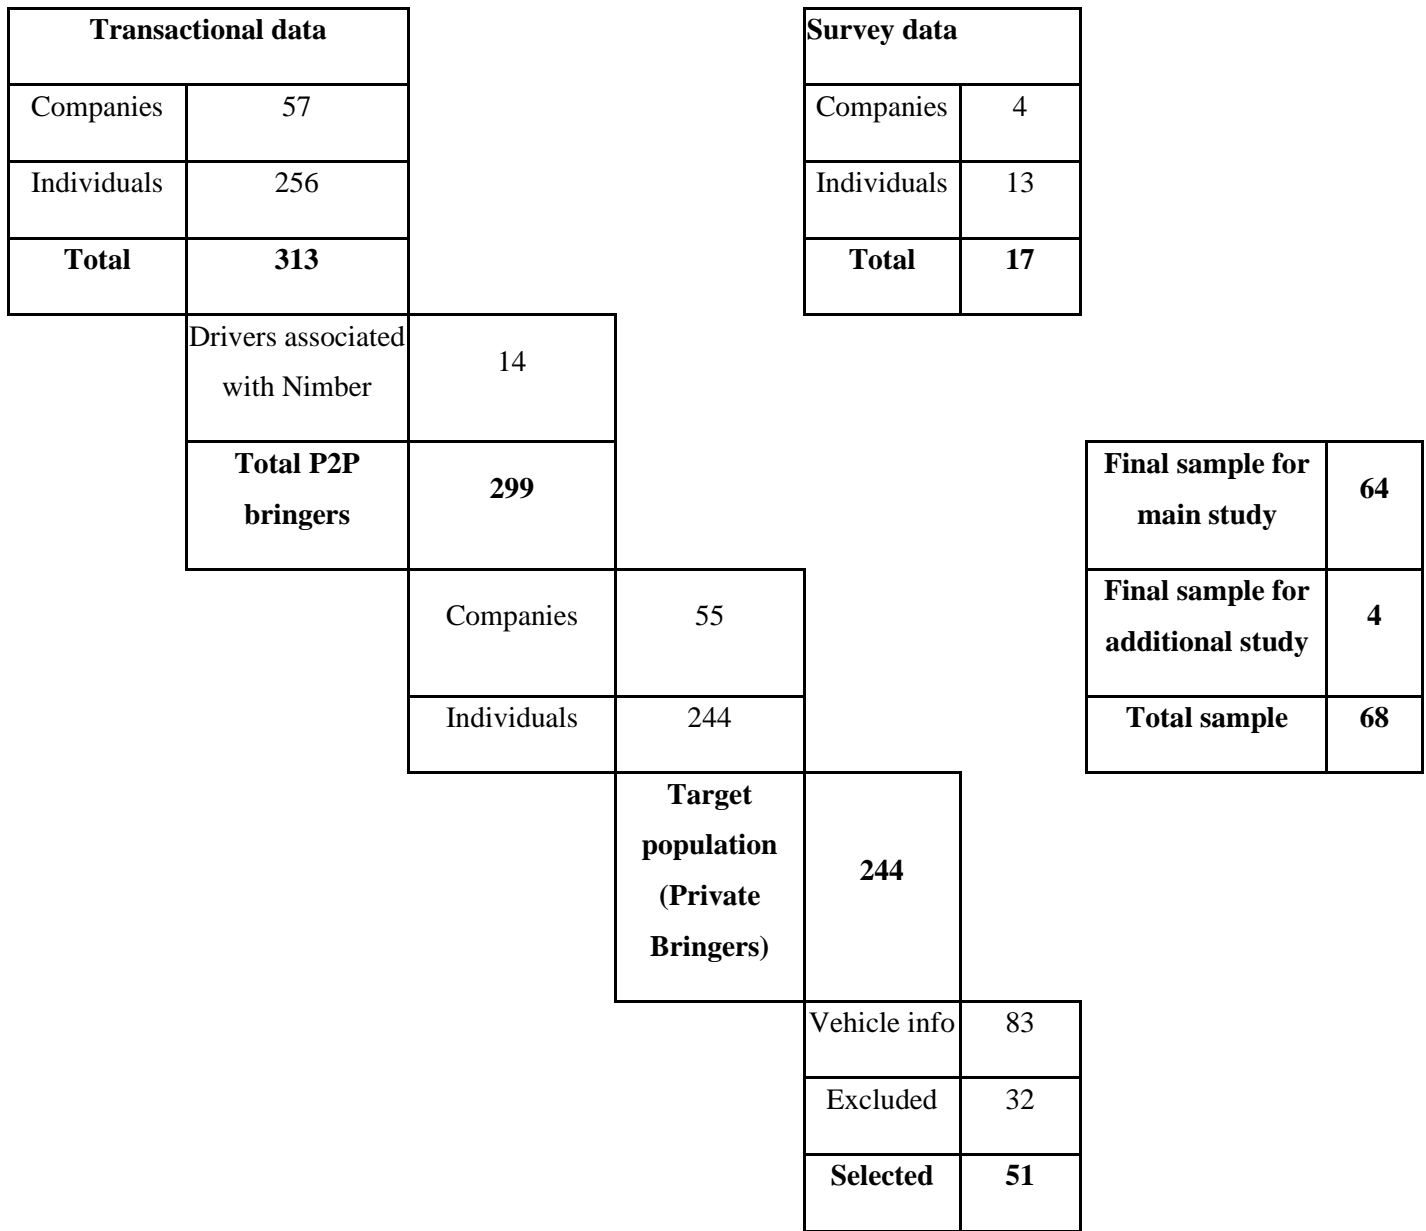 Transactional data
Companies 57
Individuals 256
Total 313
Survey data
Companies 4
Individuals 13
Total 17
Drivers associated
with Nimber
14
Total P2P
bringers
299
Companies 55
Individuals 244
Target
population
(Private
Bringers)
244
Vehicle info 83
Excluded 32
Selected 51
Final sample for
main study
64
Final sample for
additional study
4
Total sample 68